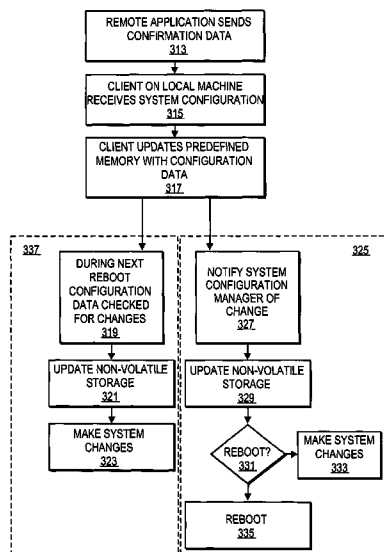 REMOTE APPLICATION SENDS
CONFIRMATION DATA
313
CLIENT ON LOCAL MACHINE
RECEIVES SYSTEM CONFIGURATION
315
CLIENT UPDATES PREDEFINED
MEMORY WITH CONFIGURATION
DATA
317
337
DURING NEXT
REBOOT
CONFIGURATION
DATA CHECKED
FOR CHANGES
319
UPDATE NON-VOLATILE
STORAGE
321
MAKE SYSTEM
CHANGES
323
325
NOTIFY SYSTEM
CONFIGURATION
MANAGER OF
CHANGE
327
UPDATE NON-VOLATILE
STORAGE
329
REBOOT?
331
MAKE SYSTEM
CHANGES
333
REBOOT
335